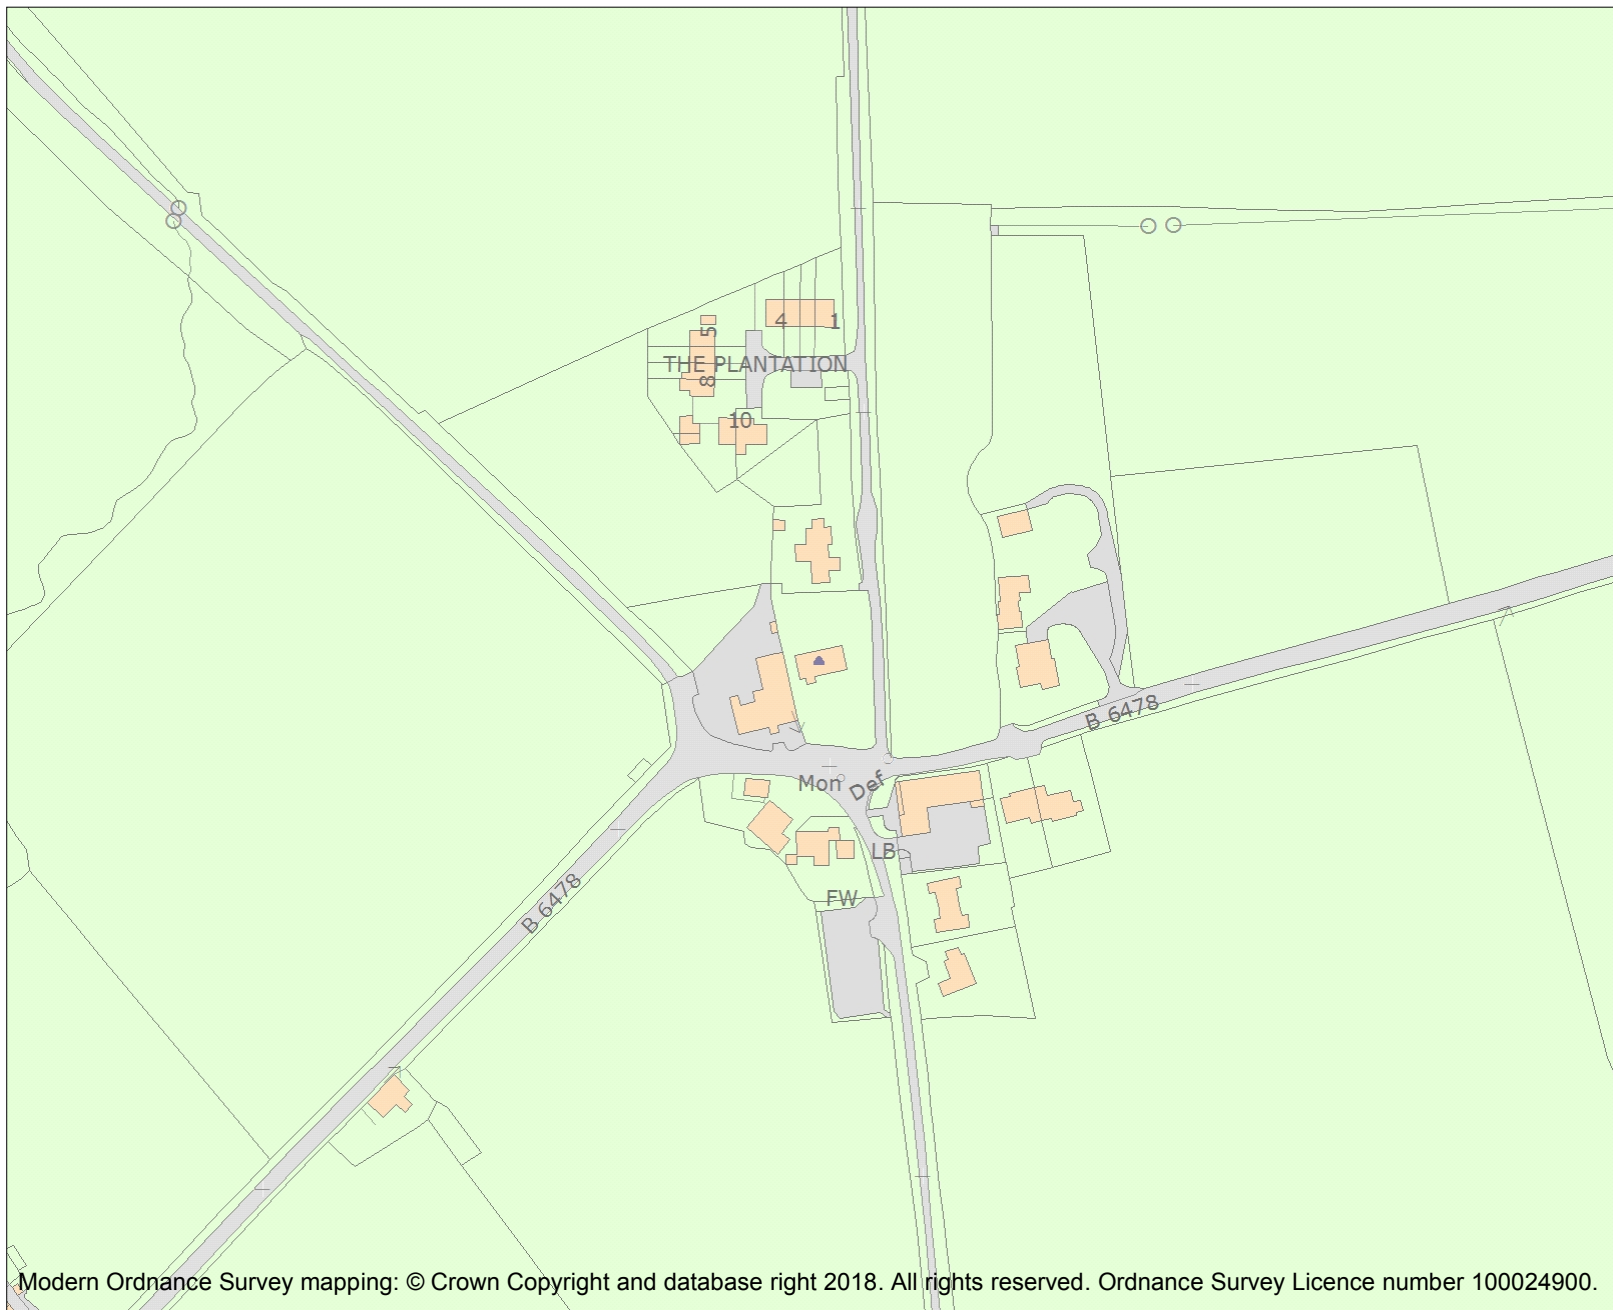 4
1
5
THE PLANTATION
8
10
B 6478
Mon
Def
LB
B 6478
FW
Modern Ordnance Survey mapping: © Crown Copyright and database right 2018. All rights reserved. Ordnance Survey Licence number 100024900.